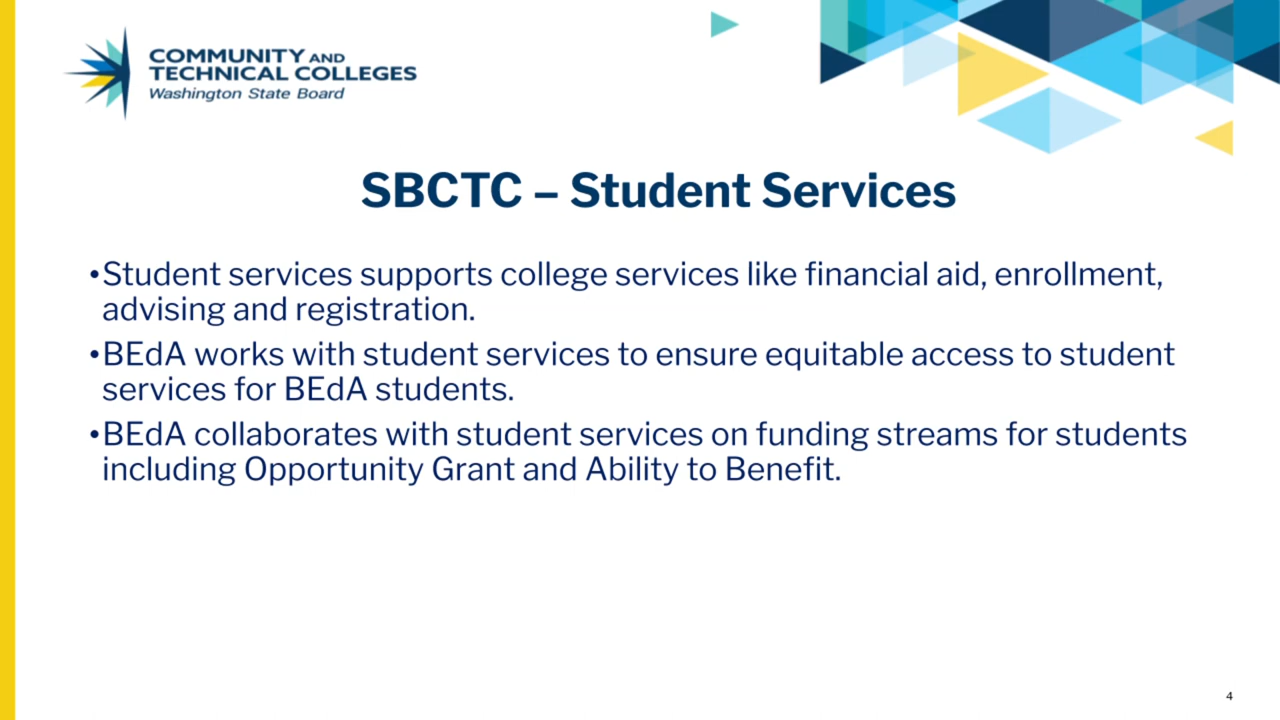 COMMUNITY AND
TECHNICAL COLLEGES
Washington State Board
SBCTC – Student Services
•Student services supports college services like financial aid, enrollment,
advising and registration.
•BEdA works with student services to ensure equitable access to student
services for BEdA students.
•BEdA collaborates with student services on funding streams for students
including Opportunity Grant and Ability to Benefit.
4